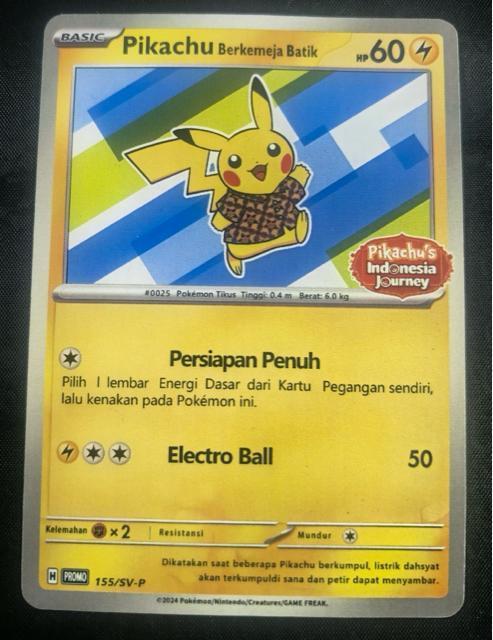 BASIC
Pikachu Berkemeja Batik HP 60
Pikachu's
Indonesia
Journey
#0025 Pokémon Tikus Tinggi: 0.4 m Berat: 6.0 kg
Persiapan Penuh
Pilih 1 lembar Energi Dasar dari Kartu Pegangan sendiri,
lalu kenakan pada Pokémon ini.
Electro Ball 50
Kelemahan ×2 Resistansi Mundur
Dikatakan saat beberapa Pikachu berkumpul, listrik dahsyat
akan terkumpuldi sana dan petir dapat menyambar.
H PROMO 155/SV-P
©2024 Pokémon/Nintendo/Creatures/GAME FREAK.